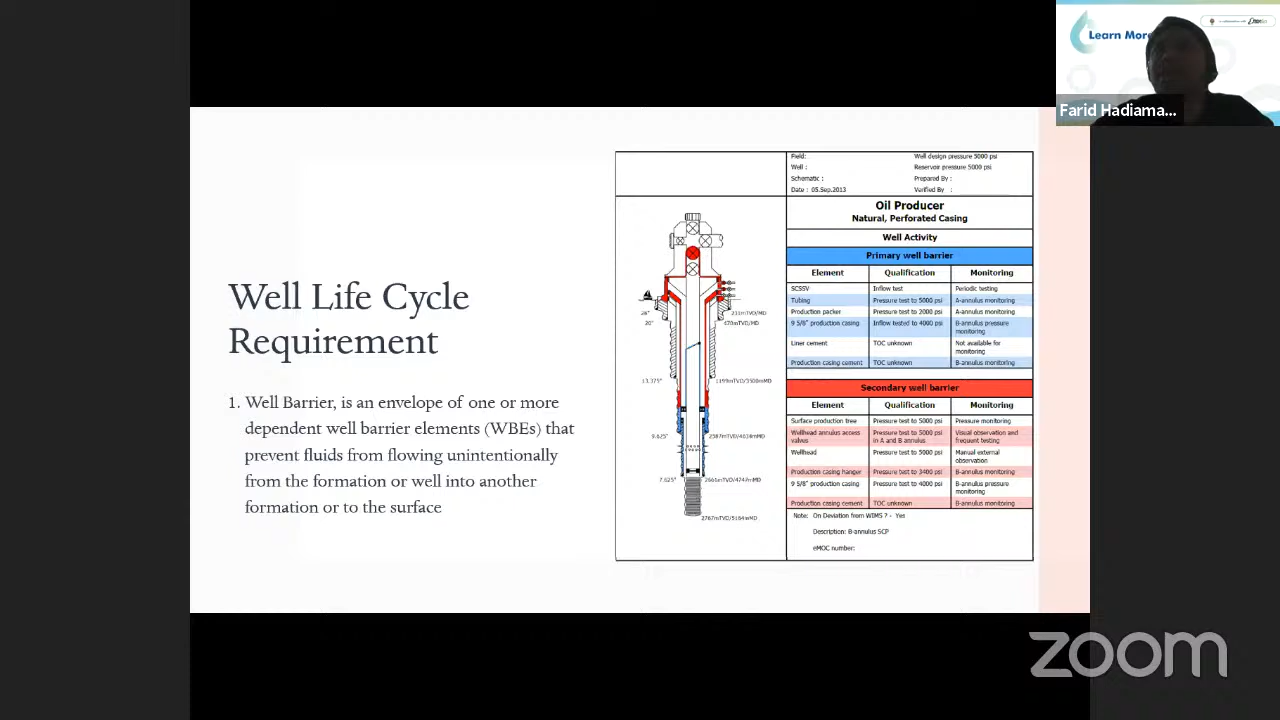 Learn More
Farid Hadiama...
Well Life Cycle
Requirement
1. Well Barrier, is an envelope of one or more
dependent well barrier elements (WBEs) that
prevent fluids from flowing unintentionally
from the formation or well into another
formation or to the surface
Field: Well design pressure 5000 psi
Well : Reservoir pressure 5000 psi
Schematic : Prepared By :
Date : 05.Sep.2013 Verified By :
Oil Producer
Natural, Perforated Casing
Well Activity
Primary well barrier
Element Qualification Monitoring
SCSSV Inflow test Periodic testing
Tubing Pressure test to 5000 psi A-annulus monitoring
Production packer Pressure test to 2000 psi A-annulus monitoring
9 5/8" production casing Inflow tested to 4000 psi B-annulus pressure
monitoring
Liner cement TOC unknown Not available for
monitoring
Production casing cement TOC unknown B-annulus monitoring
Secondary well barrier
Element Qualification Monitoring
Surface production tree Pressure test to 5000 psi Pressure monitoring
Wellhead annulus access Pressure test to 5000 psi Visual observation and
valves in A and B annulus frequent testing
Wellhead Pressure test to 5000 psi Manual external
observation
Production casing hanger Pressure test to 3400 psi B-annulus monitoring
9 5/8" production casing Pressure test to 4000 psi B-annulus pressure
monitoring
Production casing cement TOC unknown B-annulus monitoring
Note: On Deviation from WIMS ? - Yes
Description: B-annulus SCP
eMOC number:
20"
13.375"
9.625"
7.625"
2767mTVD/5164mMD
zoom